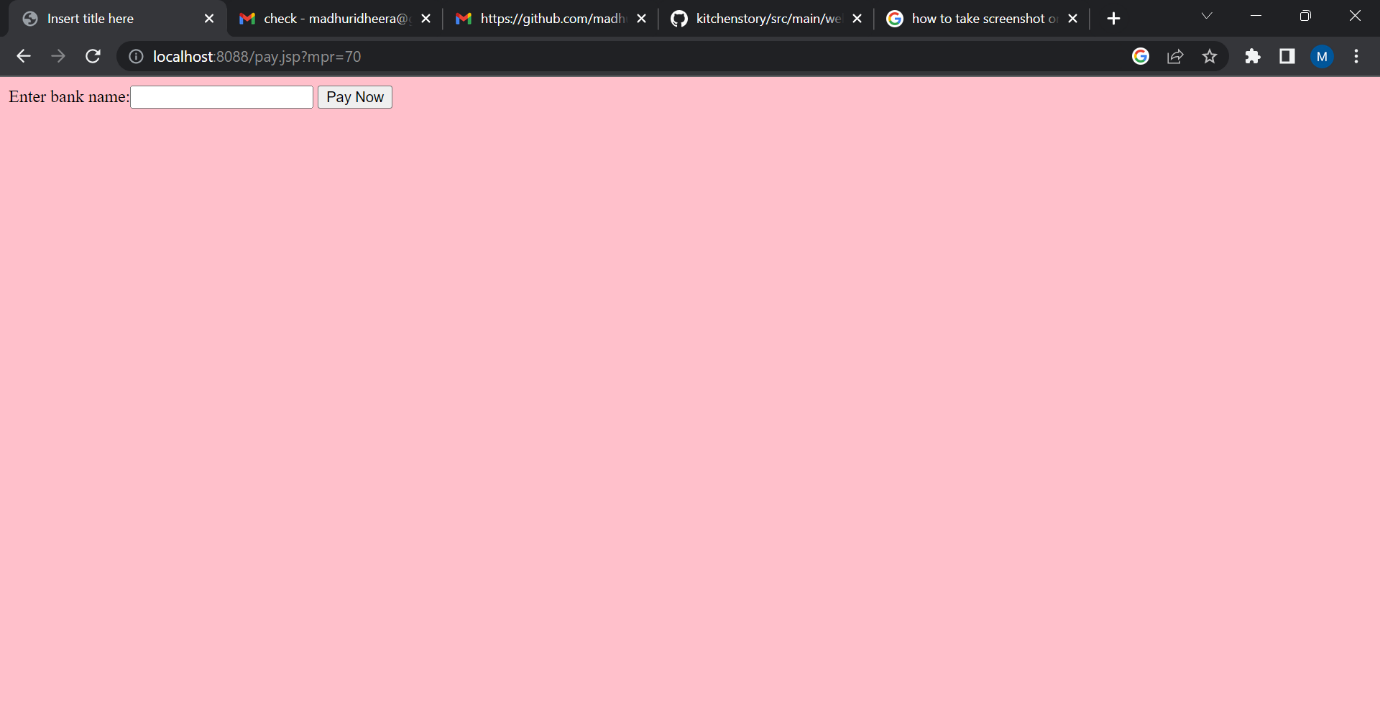 Insert title here
check - madhuridheera@
https://github.com/madh
kitchenstory/src/main/we
how to take screenshot o
localhost:8088/pay.jsp?mpr=70
M
Enter bank name:
Pay Now